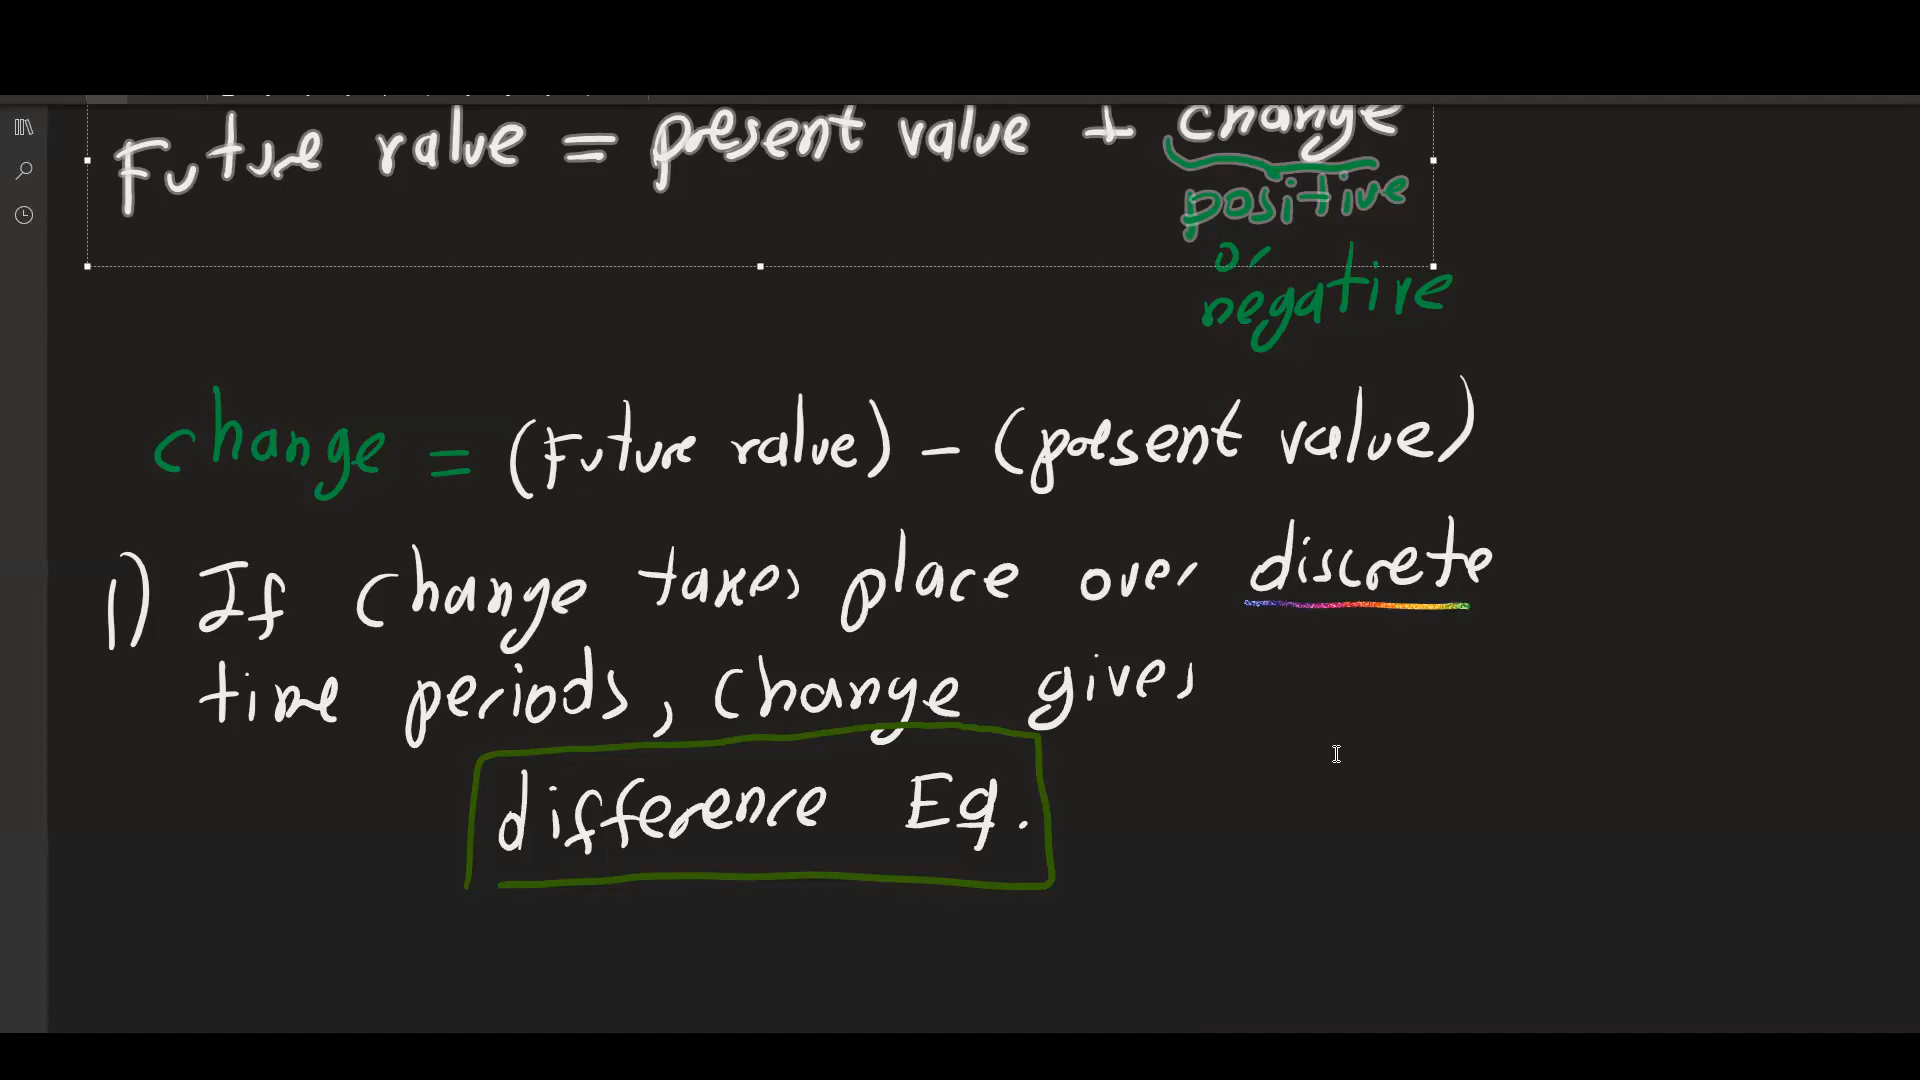 Future value = present value + change
positive
or
negative
change = (Future value) - (present value)
1) If change takes place over discrete
time periods, change gives
difference Eq.